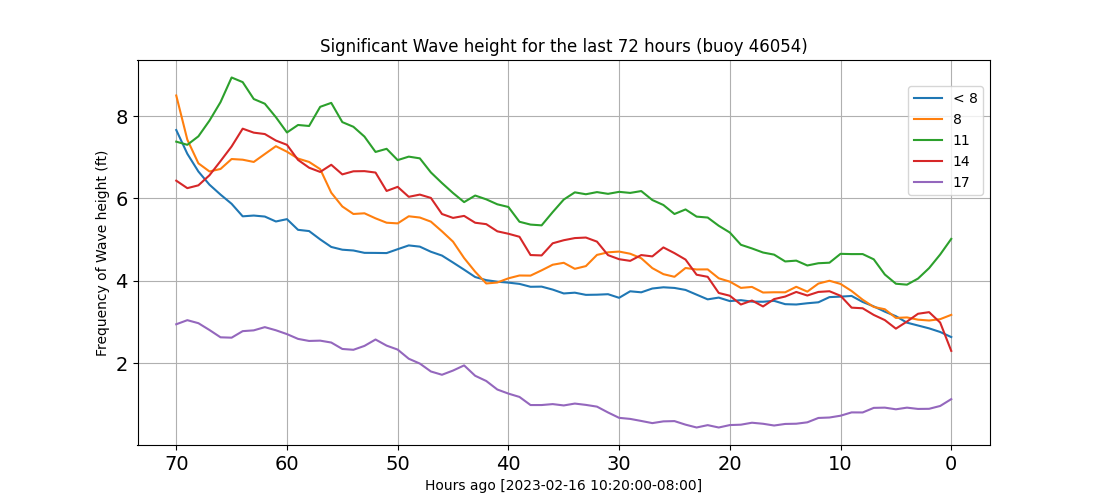 Significant Wave height for the last 72 hours (buoy 46054)
Frequency of Wave height (ft)
8
6
4
2
< 8
8
11
14
17
70 60 50 40 30 20 10 0
Hours ago [2023-02-16 10:20:00-08:00]